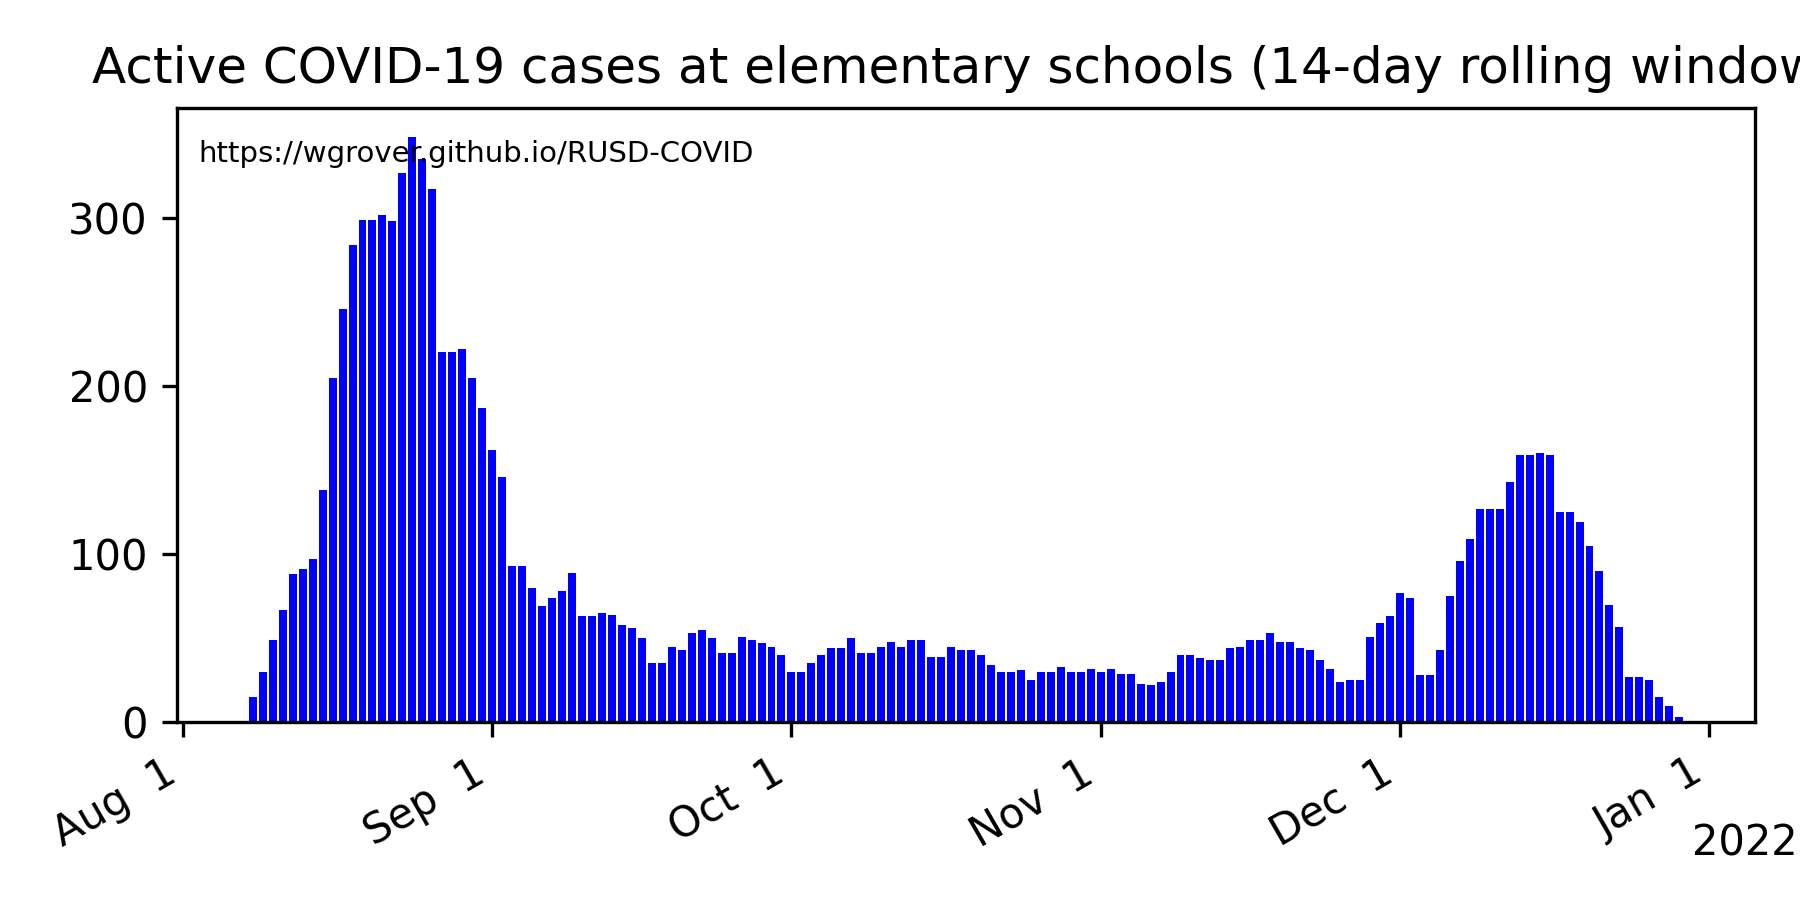 Active COVID-19 cases at elementary schools (14-day rolling window
https://wgrover.github.io/RUSD-COVID
300
200
100
0
Aug 1
Sep 1
Oct 1
Nov 1
Dec 1
Jan 1
2022